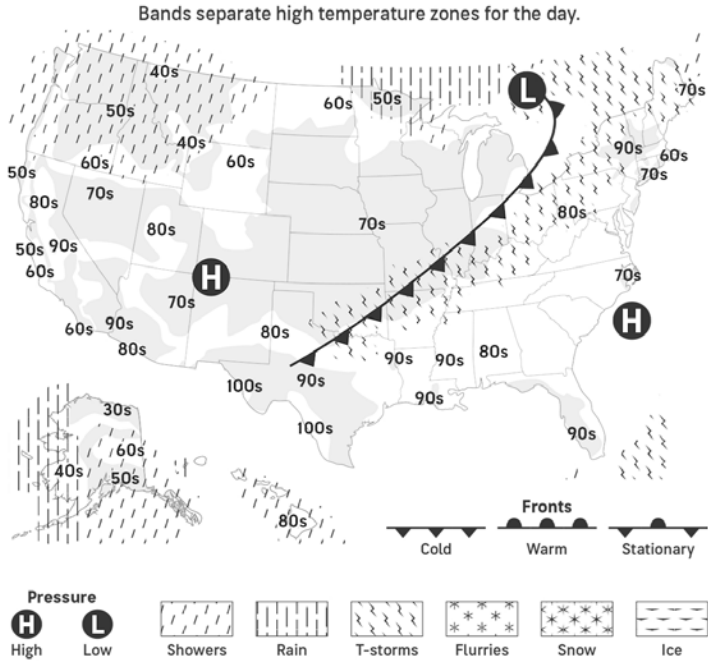 Bands separate high temperature zones for the day.
40s
60s 50s L 70s
50s
40s 90s
60s 60s 60s
50s 70s
70s
80s 80s
70s
80s
50s 90s
60s H 70s
70s
H
60s 90s
80s
80s 90s 90s 80s
100s 90s
90s
30s
100s 90s
60s
40s 50s
80s
Fronts
Cold Warm Stationary
Pressure
H L
High Low Showers Rain T-storms Flurries Snow Ice